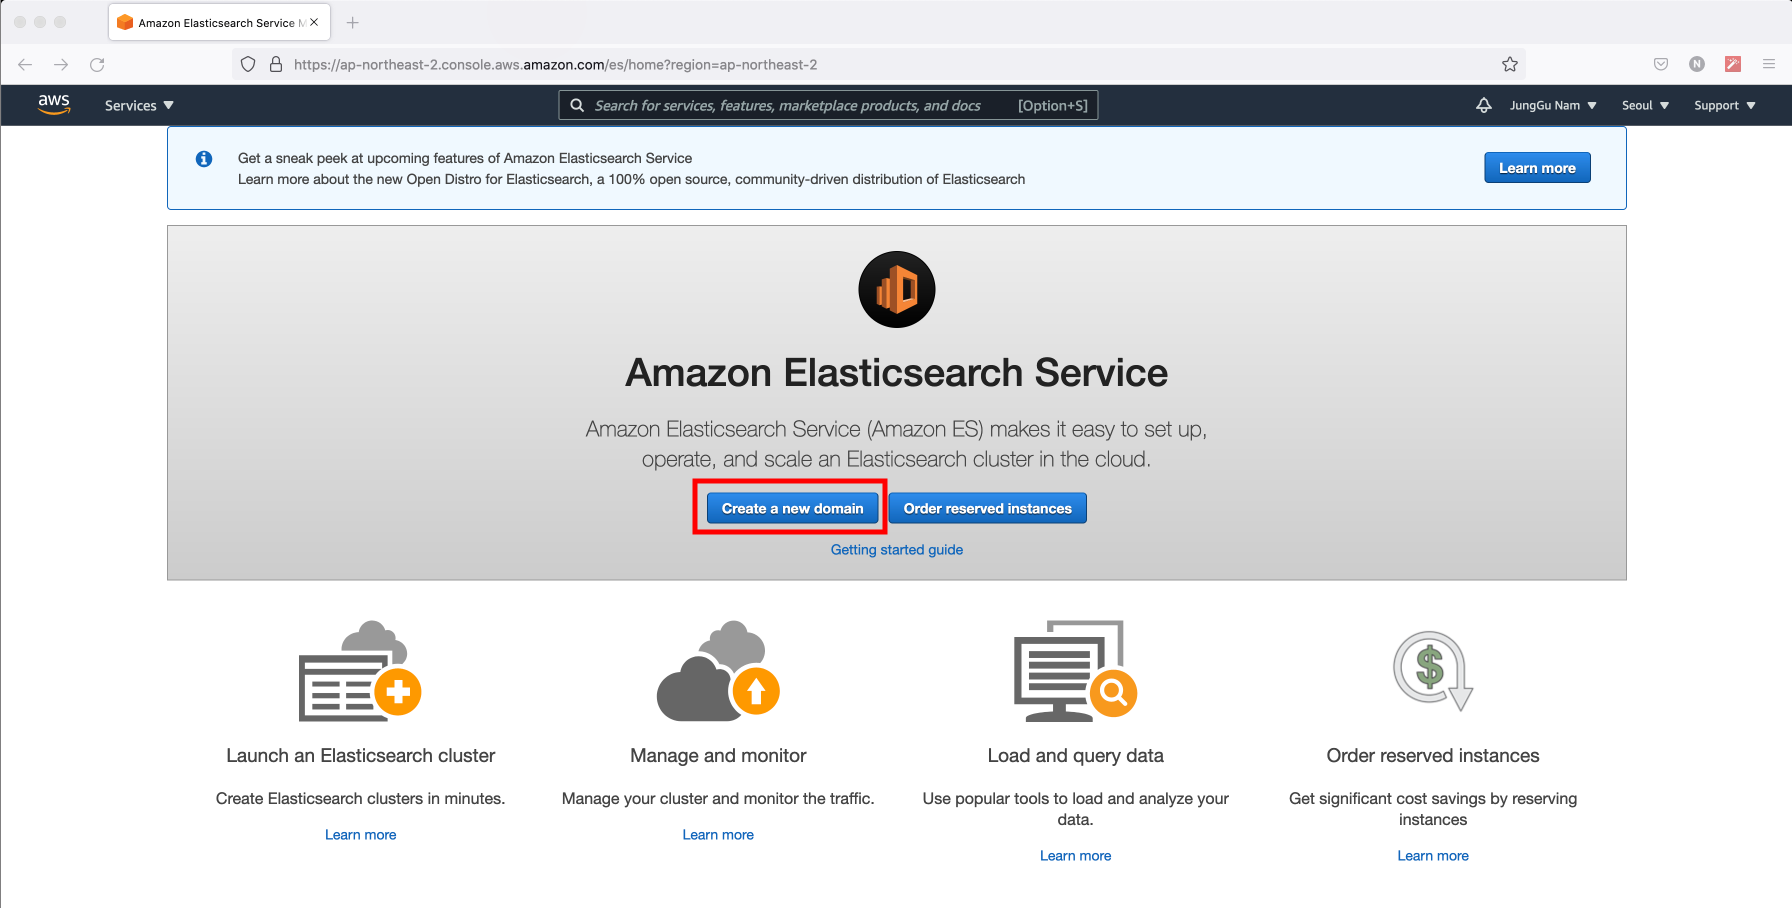 Amazon Elasticsearch Service M
https://ap-northeast-2.console.aws.amazon.com/es/home?region=ap-northeast-2
N
aws
Services
Search for services, features, marketplace products, and docs
[Option+S]
JungGu Nam
Seoul
Support
Get a sneak peek at upcoming features of Amazon Elasticsearch Service
Learn more about the new Open Distro for Elasticsearch, a 100% open source, community-driven distribution of Elasticsearch
Learn more
Amazon Elasticsearch Service
Amazon Elasticsearch Service (Amazon ES) makes it easy to set up,
operate, and scale an Elasticsearch cluster in the cloud.
Create a new domain
Order reserved instances
Getting started guide
Launch an Elasticsearch cluster
Create Elasticsearch clusters in minutes.
Learn more
Manage and monitor
Manage your cluster and monitor the traffic.
Learn more
Load and query data
Use popular tools to load and analyze your
data.
Learn more
$
Order reserved instances
Get significant cost savings by reserving
instances
Learn more